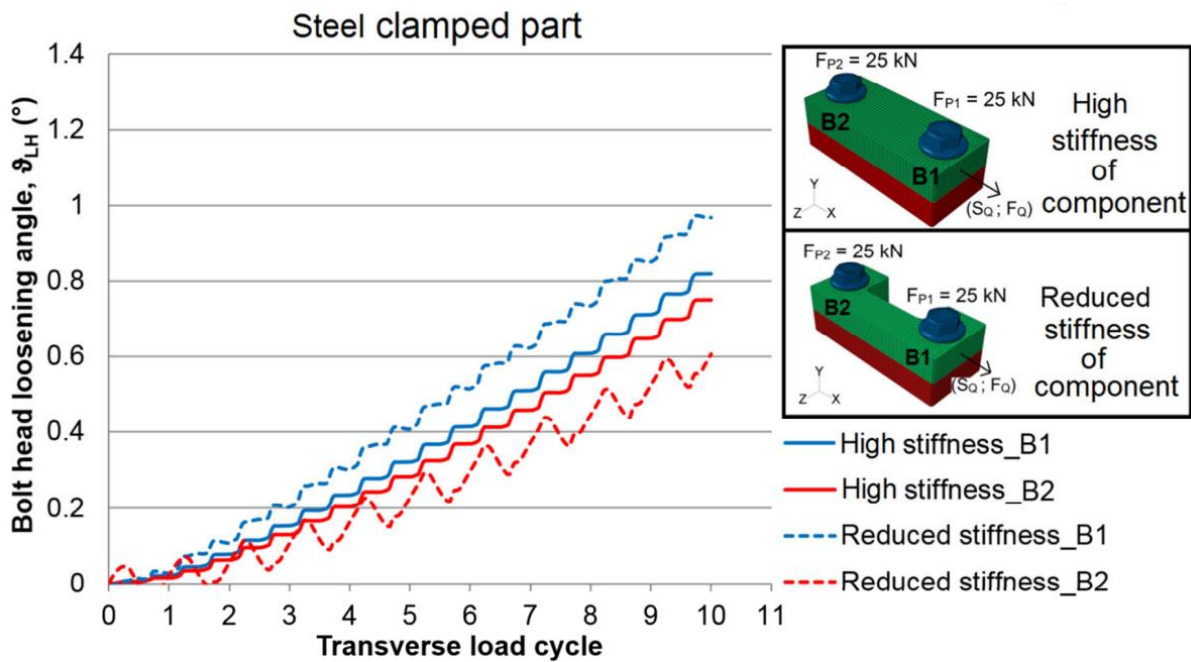 Steel clamped part
1.4
1.2
1
0.8
0.6
0.4
0.2
0
Bolt head loosening angle, ϑLH (°)
0 1 2 3 4 5 6 7 8 9 10 11
Transverse load cycle
FP2 = 25 kN
FP1 = 25 kN
B2
B1
(SQ ; FQ)
Y
Z X
High
stiffness
of
component
FP2 = 25 kN
FP1 = 25 kN
B2
B1
(SQ ; FQ)
Y
Z X
Reduced
stiffness
of
component
High stiffness_B1
High stiffness_B2
Reduced stiffness_B1
Reduced stiffness_B2